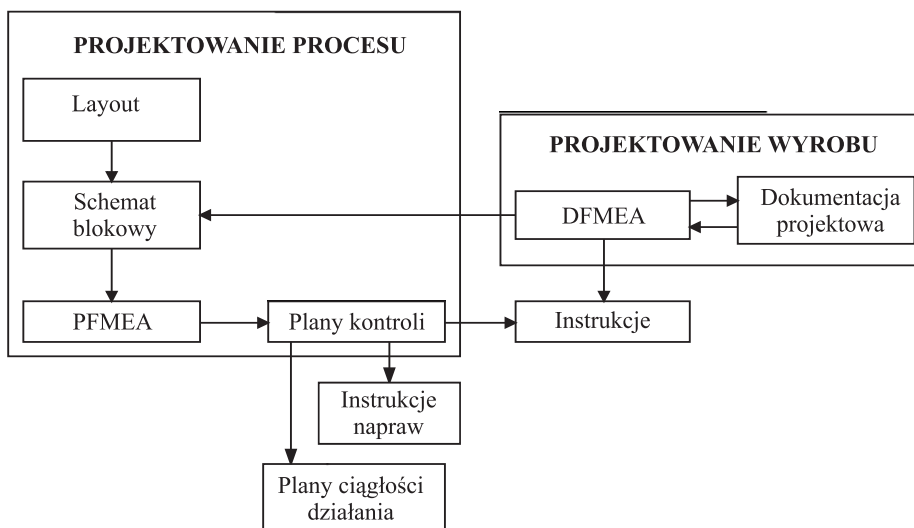 PROJEKTOWANIE PROCESU
Layout
Schemat
blokowy
PFMEA
Plany kontroli
Instrukcje
napraw
Plany ciągłości
działania
PROJEKTOWANIE WYROBU
DFMEA
Dokumentacja
projektowa
Instrukcje